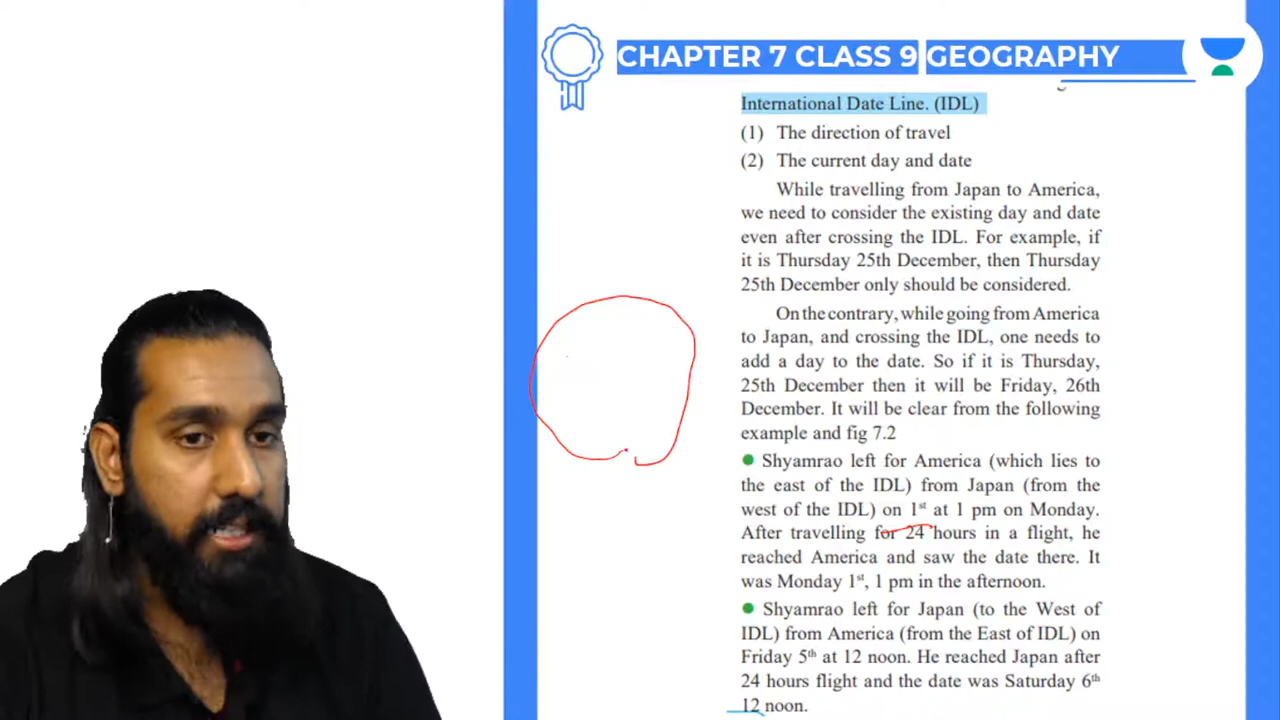 CHAPTER 7 CLASS 9 GEOGRAPHY
International Date Line. (IDL)
(1) The direction of travel
(2) The current day and date
While travelling from Japan to America,
we need to consider the existing day and date
even after crossing the IDL. For example, if
it is Thursday 25th December, then Thursday
25th December only should be considered.
On the contrary, while going from America
to Japan, and crossing the IDL, one needs to
add a day to the date. So if it is Thursday,
25th December then it will be Friday, 26th
December. It will be clear from the following
example and fig 7.2
● Shyamrao left for America (which lies to
the east of the IDL) from Japan (from the
west of the IDL) on 1st at 1 pm on Monday.
After travelling for 24 hours in a flight, he
reached America and saw the date there. It
was Monday 1st, 1 pm in the afternoon.
● Shyamrao left for Japan (to the West of
IDL) from America (from the East of IDL) on
Friday 5th at 12 noon. He reached Japan after
24 hours flight and the date was Saturday 6th
12 noon.